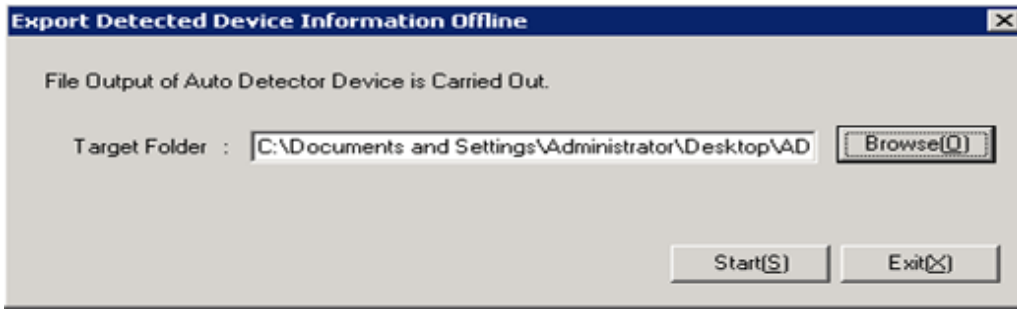 Export Detected Device Information Offline
File Output of Auto Detector Device is Carried Out.
Target Folder : C:\Documents and Settings\Administrator\Desktop\AD Browse(O)
Start(S) Exit(X)